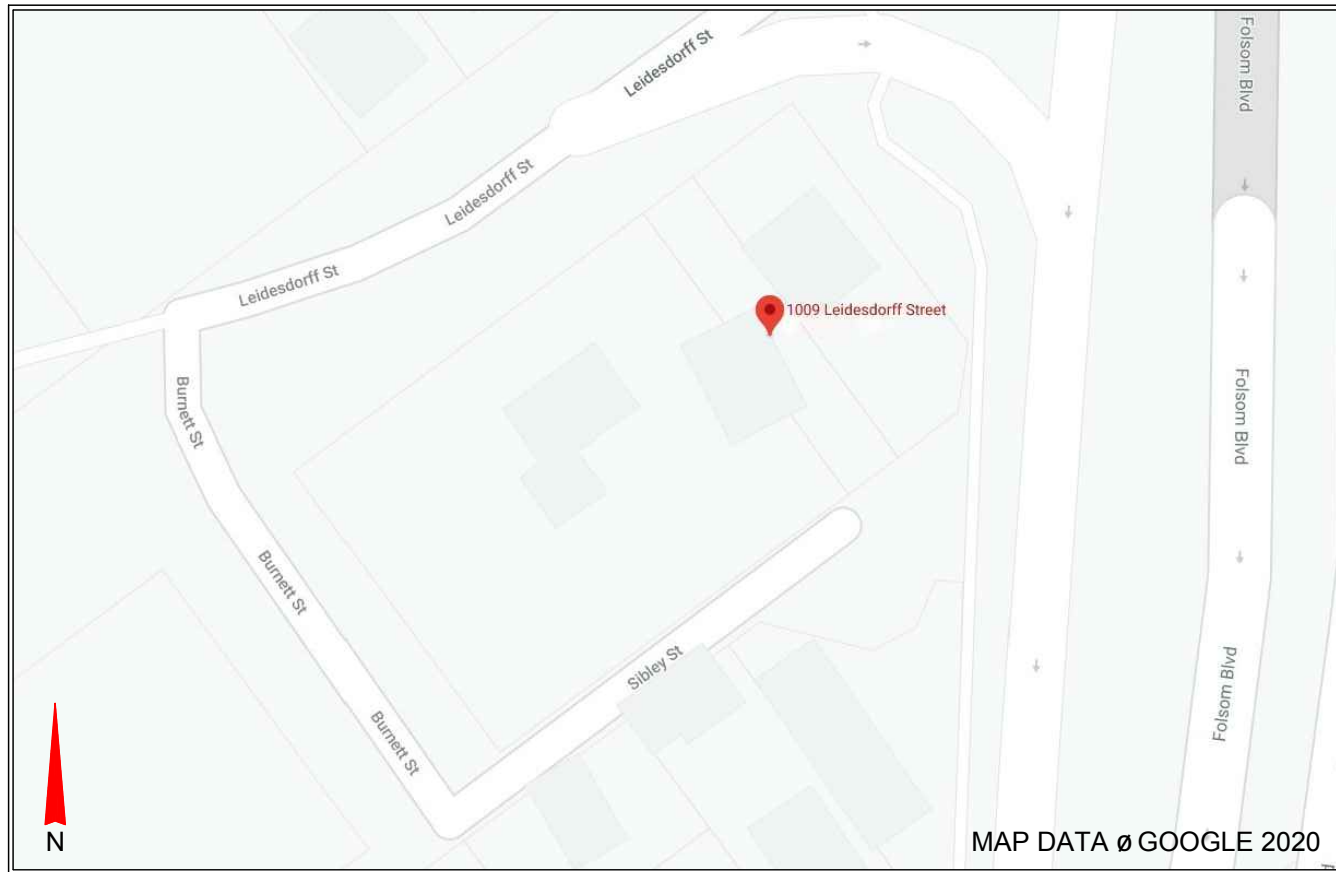 Leidesdorff St
Folsom Blvd
Leidesdorff St
Leidesdorff St
1009 Leidesdorff Street
Burnett St
Folsom Blvd
Burnett St
Sibley St
Folsom Blvd
Burnett St
N
MAP DATA ø GOOGLE 2020